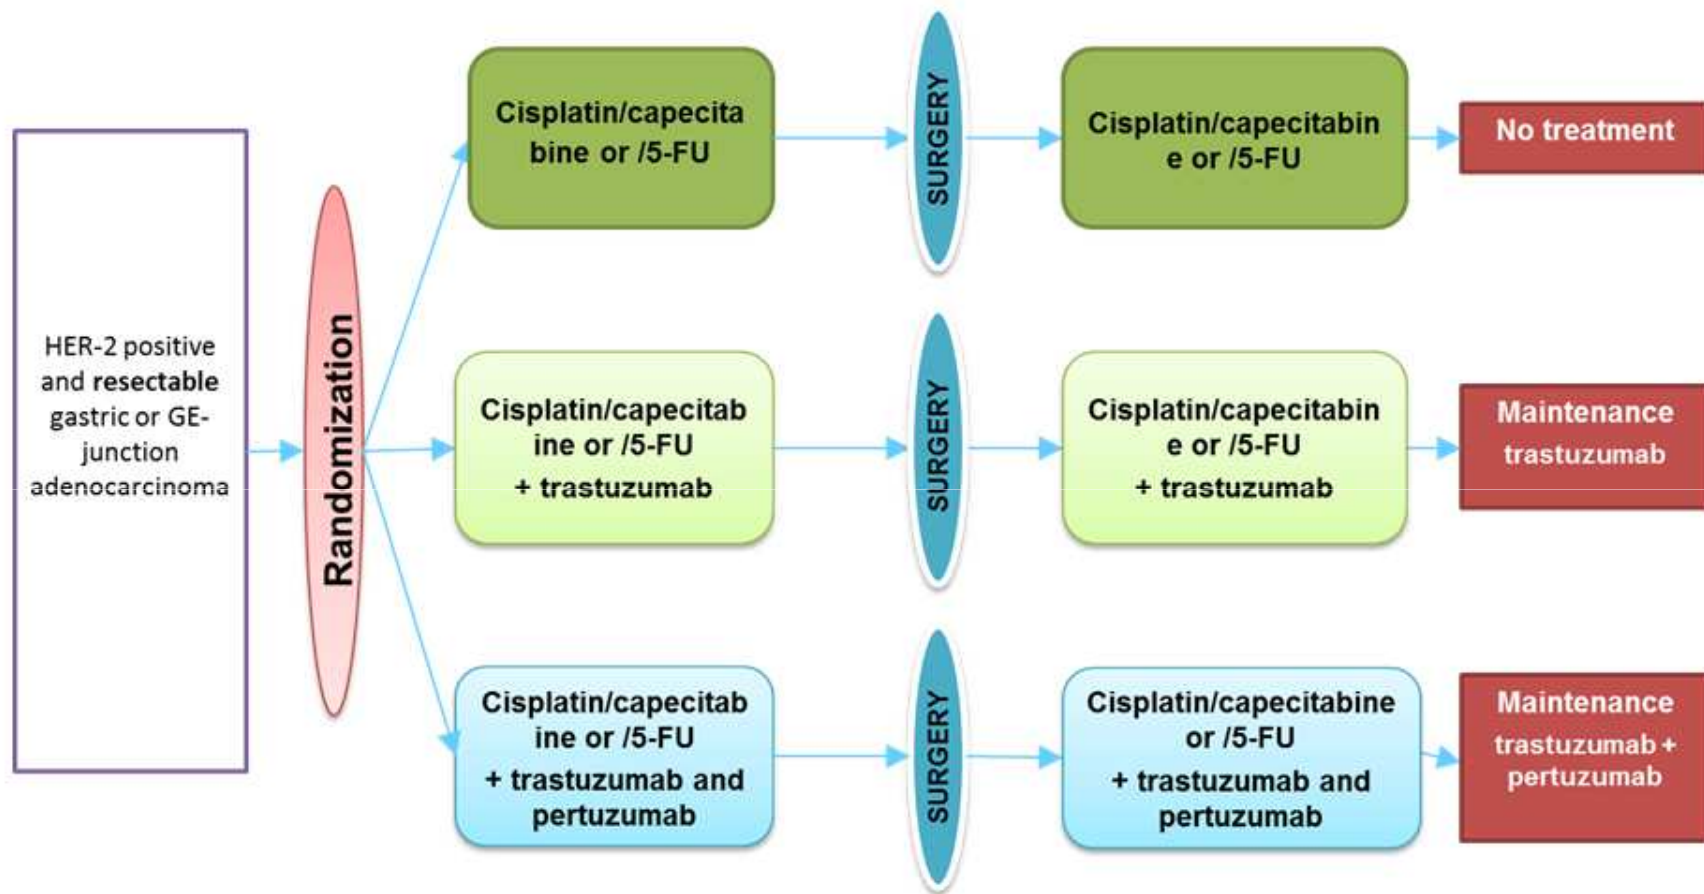 HER-2 positive
and resectable
gastric or GE-
junction
adenocarcinoma
Randomization
Cisplatin/capecita
bine or /5-FU
SURGERY
Cisplatin/capecitabin
e or /5-FU
No treatment
Cisplatin/capecitab
ine or /5-FU
+ trastuzumab
SURGERY
Cisplatin/capecitabin
e or /5-FU
+ trastuzumab
Maintenance
trastuzumab
Cisplatin/capecitab
ine or /5-FU
+ trastuzumab and
pertuzumab
SURGERY
Cisplatin/capecitabine
or /5-FU
+ trastuzumab and
pertuzumab
Maintenance
trastuzumab +
pertuzumab